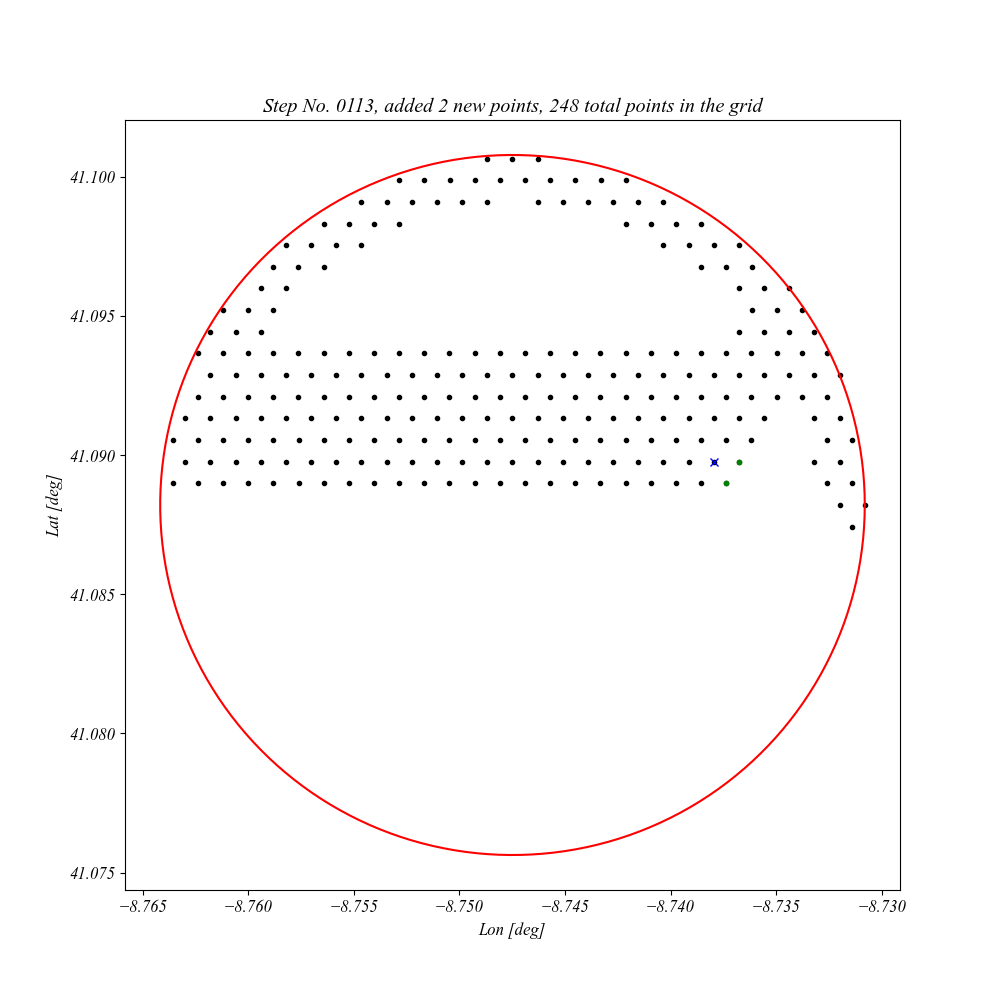 Step No. 0113, added 2 new points, 248 total points in the grid
41.100
41.095
41.090
41.085
41.080
41.075
Lat [deg]
−8.765 −8.760 −8.755 −8.750 −8.745 −8.740 −8.735 −8.730
Lon [deg]